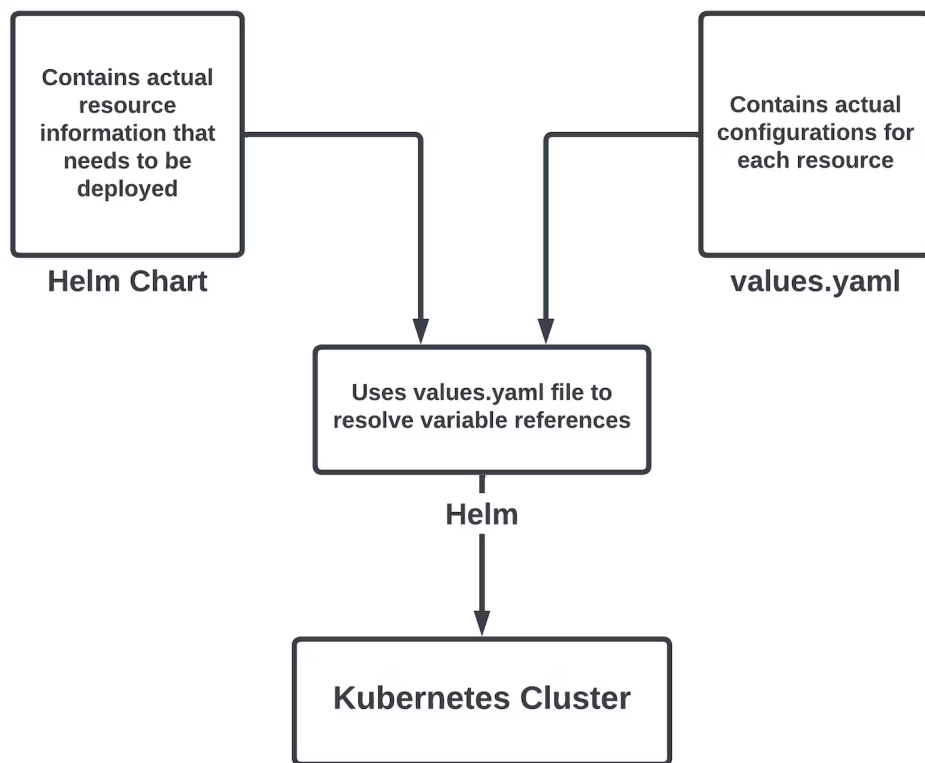 Contains actual
resource
information that
needs to be
deployed
Helm Chart
Contains actual
configurations for
each resource
values.yaml
Uses values.yaml file to
resolve variable references
Helm
Kubernetes Cluster